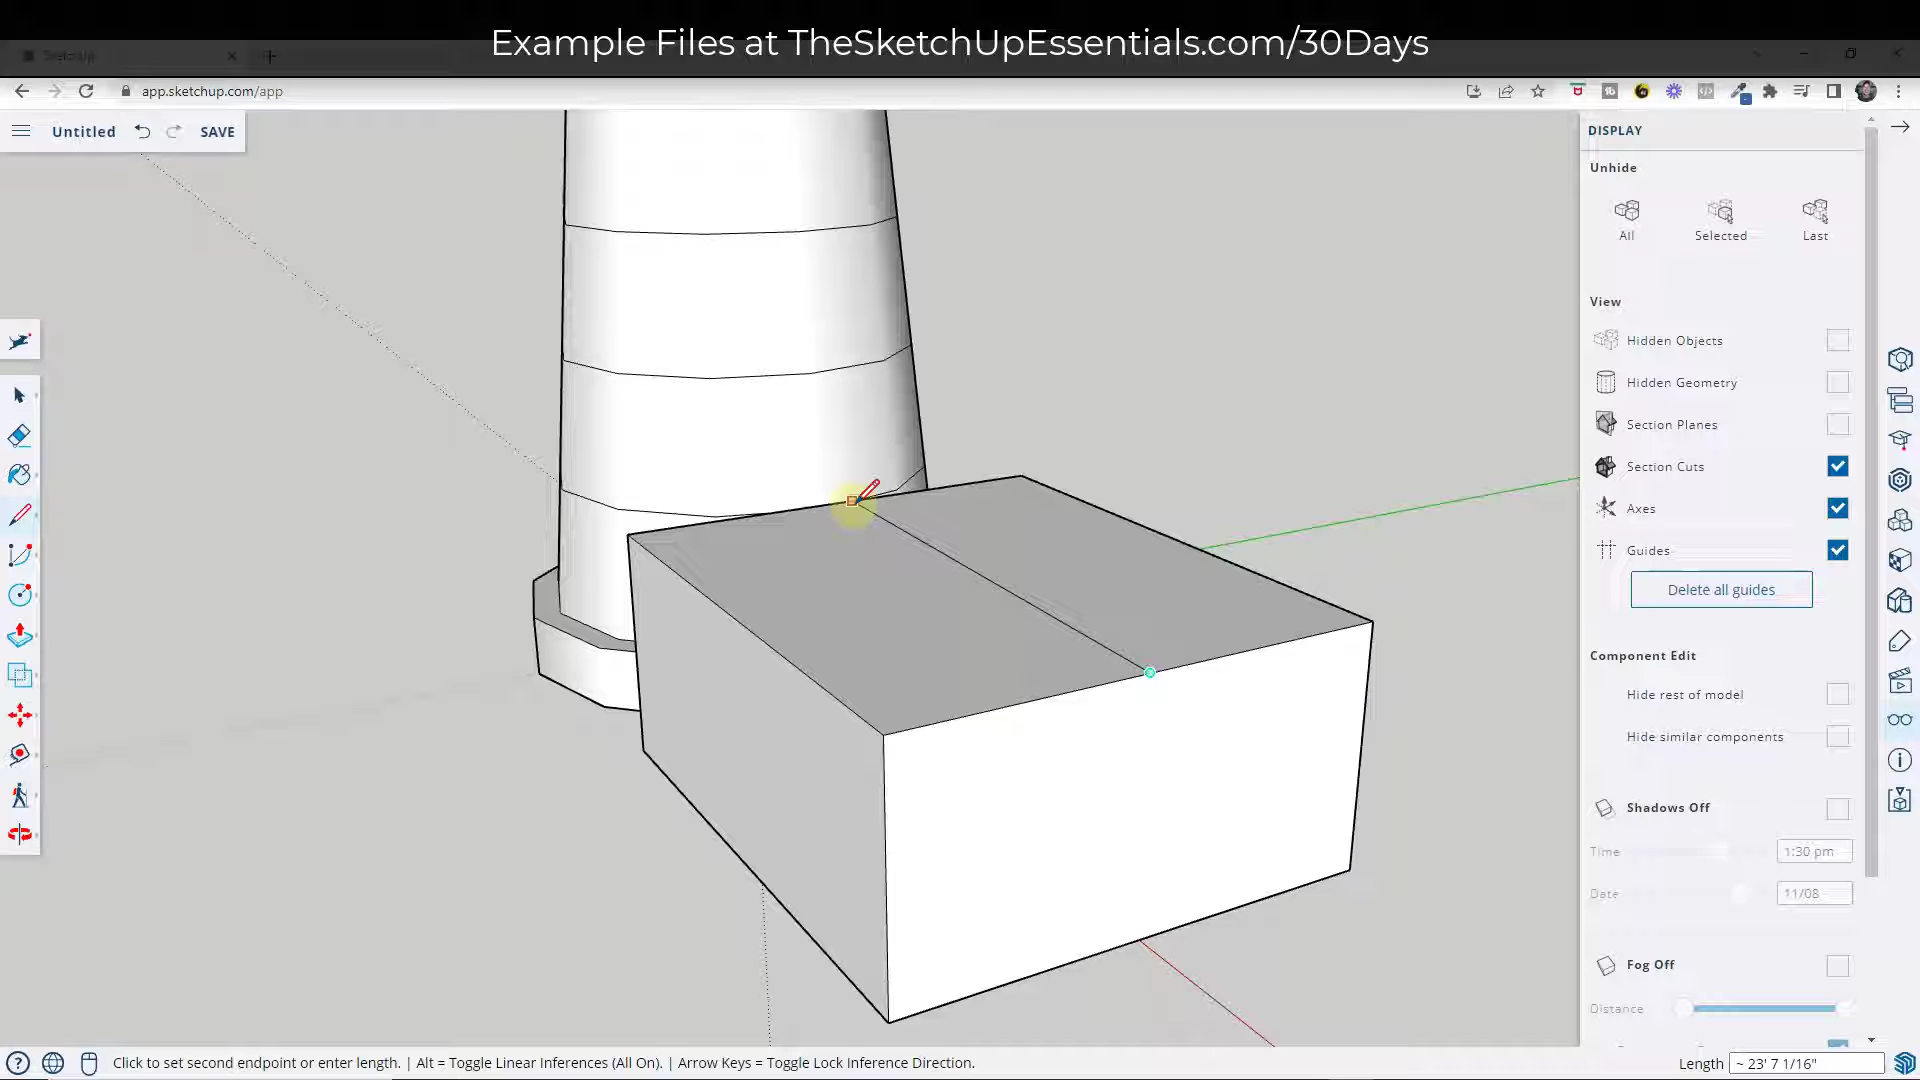 Example Files at TheSketchUpEssentials.com/30Days
SketchUp
app.sketchup.com/app
Untitled
SAVE
DISPLAY
Unhide
All
Selected
Last
View
Hidden Objects
Hidden Geometry
Section Planes
Section Cuts
Axes
Guides
Delete all guides
Component Edit
Hide rest of model
Hide similar components
Shadows Off
Time
1:30 pm
Date
11/08
Fog Off
Distance
Click to set second endpoint or enter length. | Alt = Toggle Linear Inferences (All On). | Arrow Keys = Toggle Lock Inference Direction.
Length
~ 23' 7 1/16"